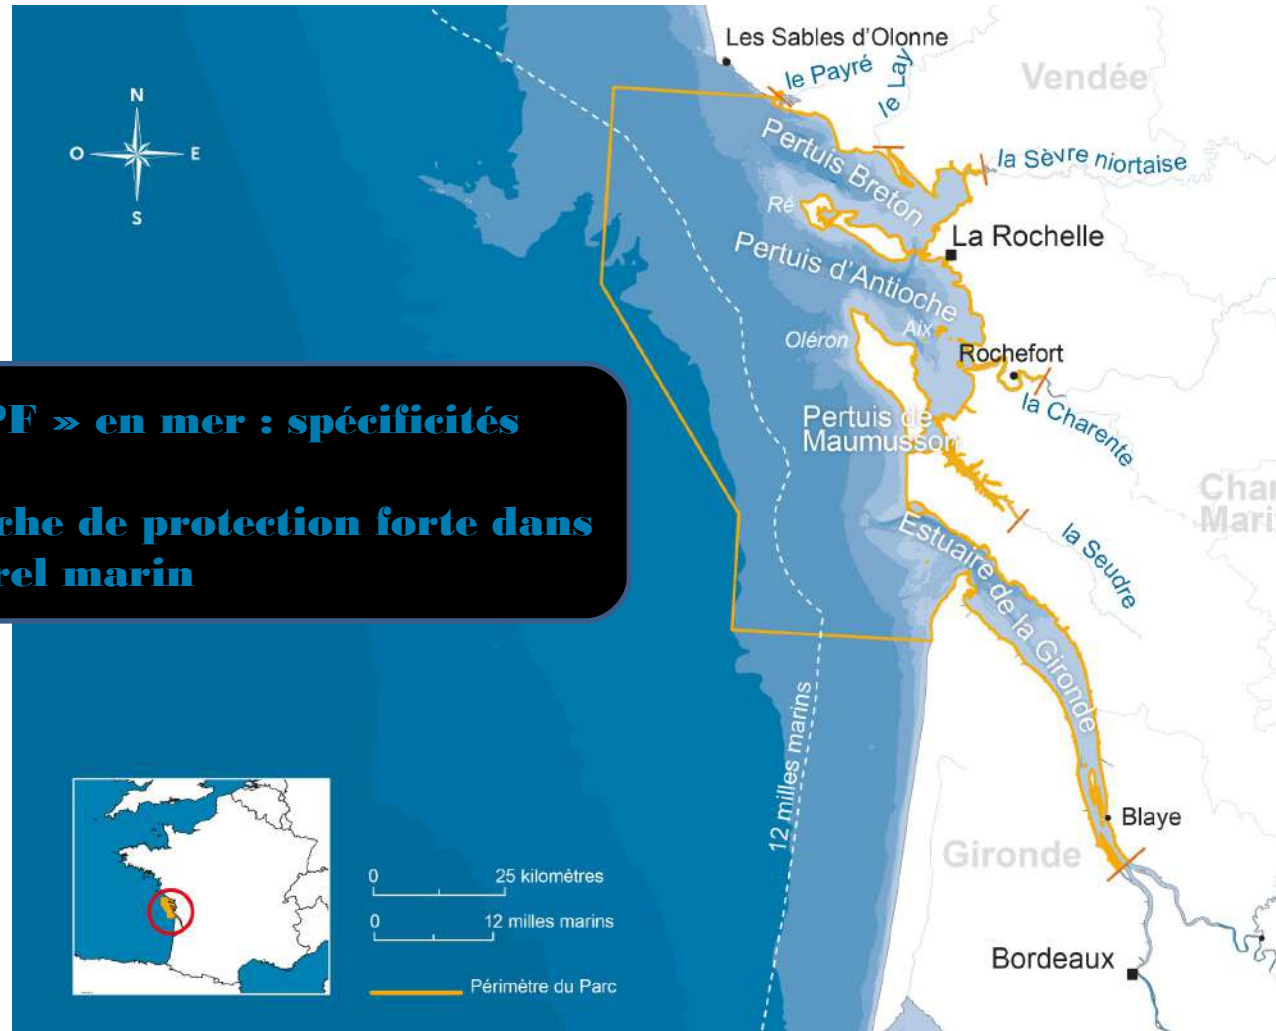 Les Sables d'Olonne
le Payré
le Lay
Vendée
N
O
E
S
Pertuis Breton
la Sèvre niortaise
Ré
La Rochelle
Pertuis d'Antioche
Oléron
Aix
Rochefort
la Charente
PF » en mer : spécificités
che de protection forte dans
rel marin
Pertuis de
Maumusson
Char
Mari
la Seudre
Estuaire de la Gironde
12 milles marins
Blaye
Gironde
Bordeaux
0 25 kilomètres
0 12 milles marins
Périmètre du Parc